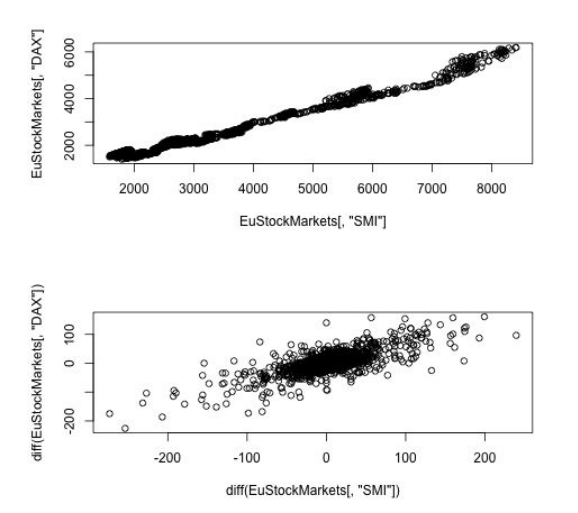 EuStockMarkets[, "DAX"]
6000
4000
2000
2000 3000 4000 5000 6000 7000 8000
EuStockMarkets[, "SMI"]
diff(EuStockMarkets[, "DAX"])
100
0
-200
-200 -100 0 100 200
diff(EuStockMarkets[, "SMI"])